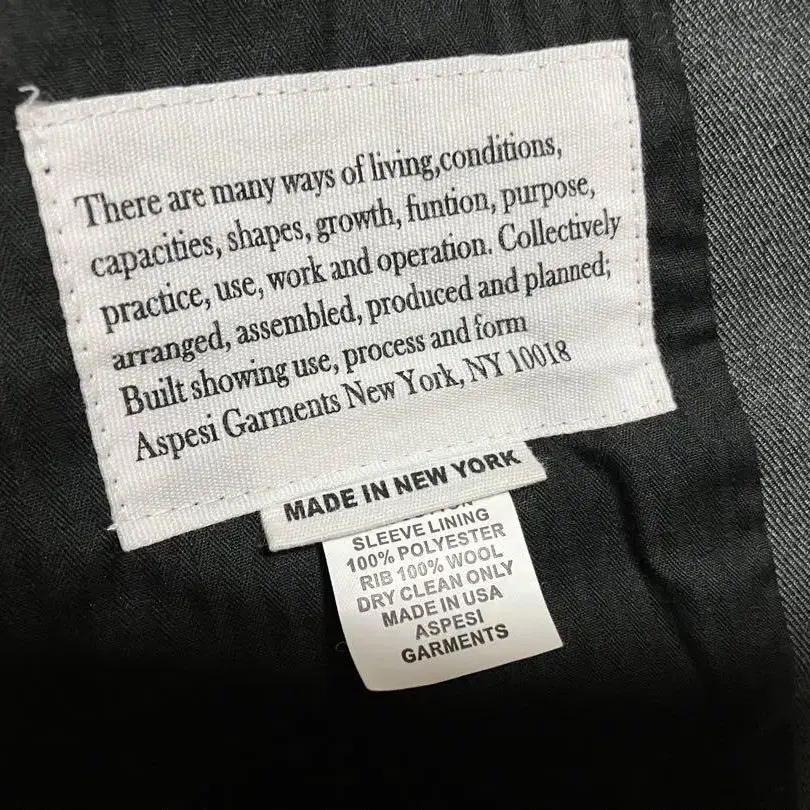 There are many ways of living,conditions,
capacities, shapes, growth, funtion, purpose,
practice, use, work and operation. Collectively
arranged, assembled, produced and planned;
Built showing use, process and form
Aspesi Garments New York, NY 10018
MADE IN NEW YORK
SLEEVE LINING
100% POLYESTER
RIB 100% WOOL
DRY CLEAN ONLY
MADE IN USA
ASPESI
GARMENTS